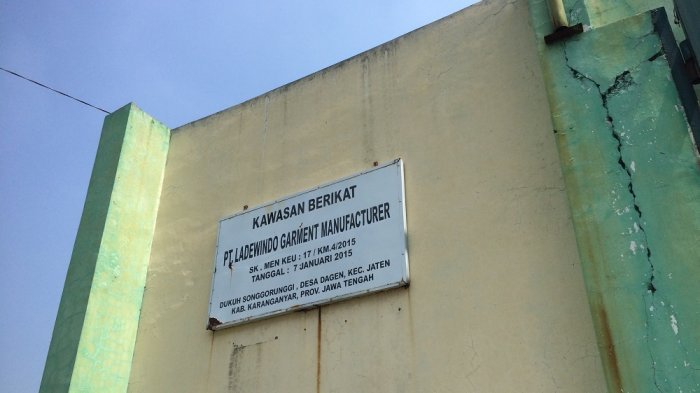 KAWASAN BERIKAT
PT. LADEWINDO GARMENT MANUFACTURER
SK . MEN KEU : 17 / KM.4/2015
TANGGAL : 7 JANUARI 2015
DUKUH SONGGORUNGGI , DESA DAGEN, KEC. JATEN
KAB. KARANGANYAR, PROV. JAWA TENGAH